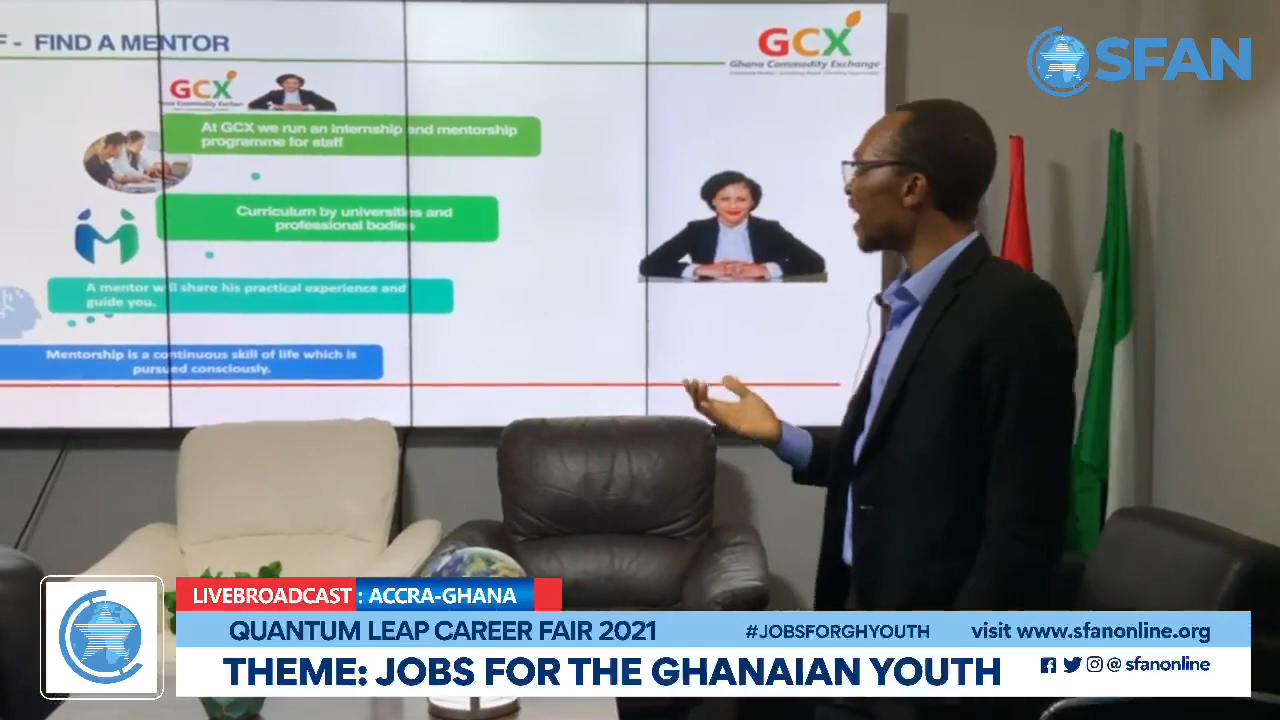 F - FIND A MENTOR
GCX
Ghana Commodity Exchange
SFAN
GCX
At GCX we run an internship and mentorship
programme for staff
Curriculum by universities and
professional bodies
A mentor will share his practical experience and
guide you.
Mentorship is a continuous skill of life which is
pursued consciously.
LIVEBROADCAST : ACCRA-GHANA
QUANTUM LEAP CAREER FAIR 2021
#JOBSFORGHYOUTH
visit www.sfanonline.org
THEME: JOBS FOR THE GHANAIAN YOUTH
@ sfanonline